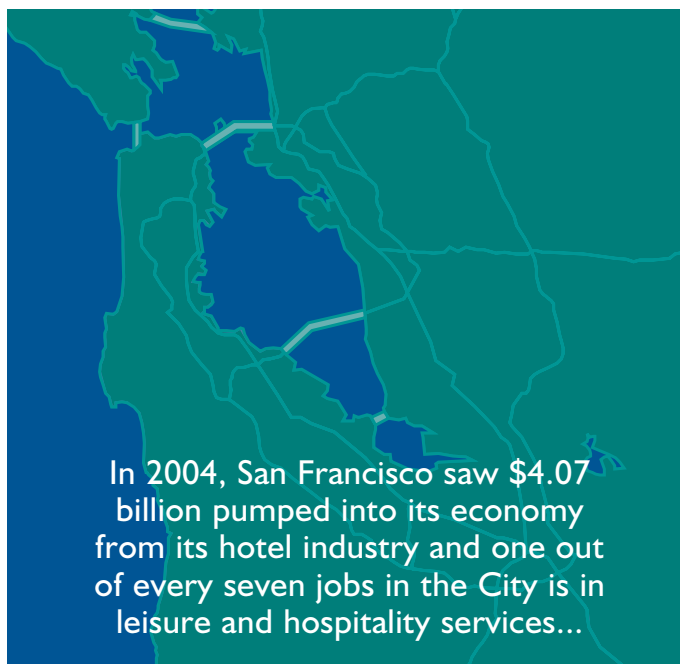 In 2004, San Francisco saw $4.07
billion pumped into its economy
from its hotel industry and one out
of every seven jobs in the City is in
leisure and hospitality services...